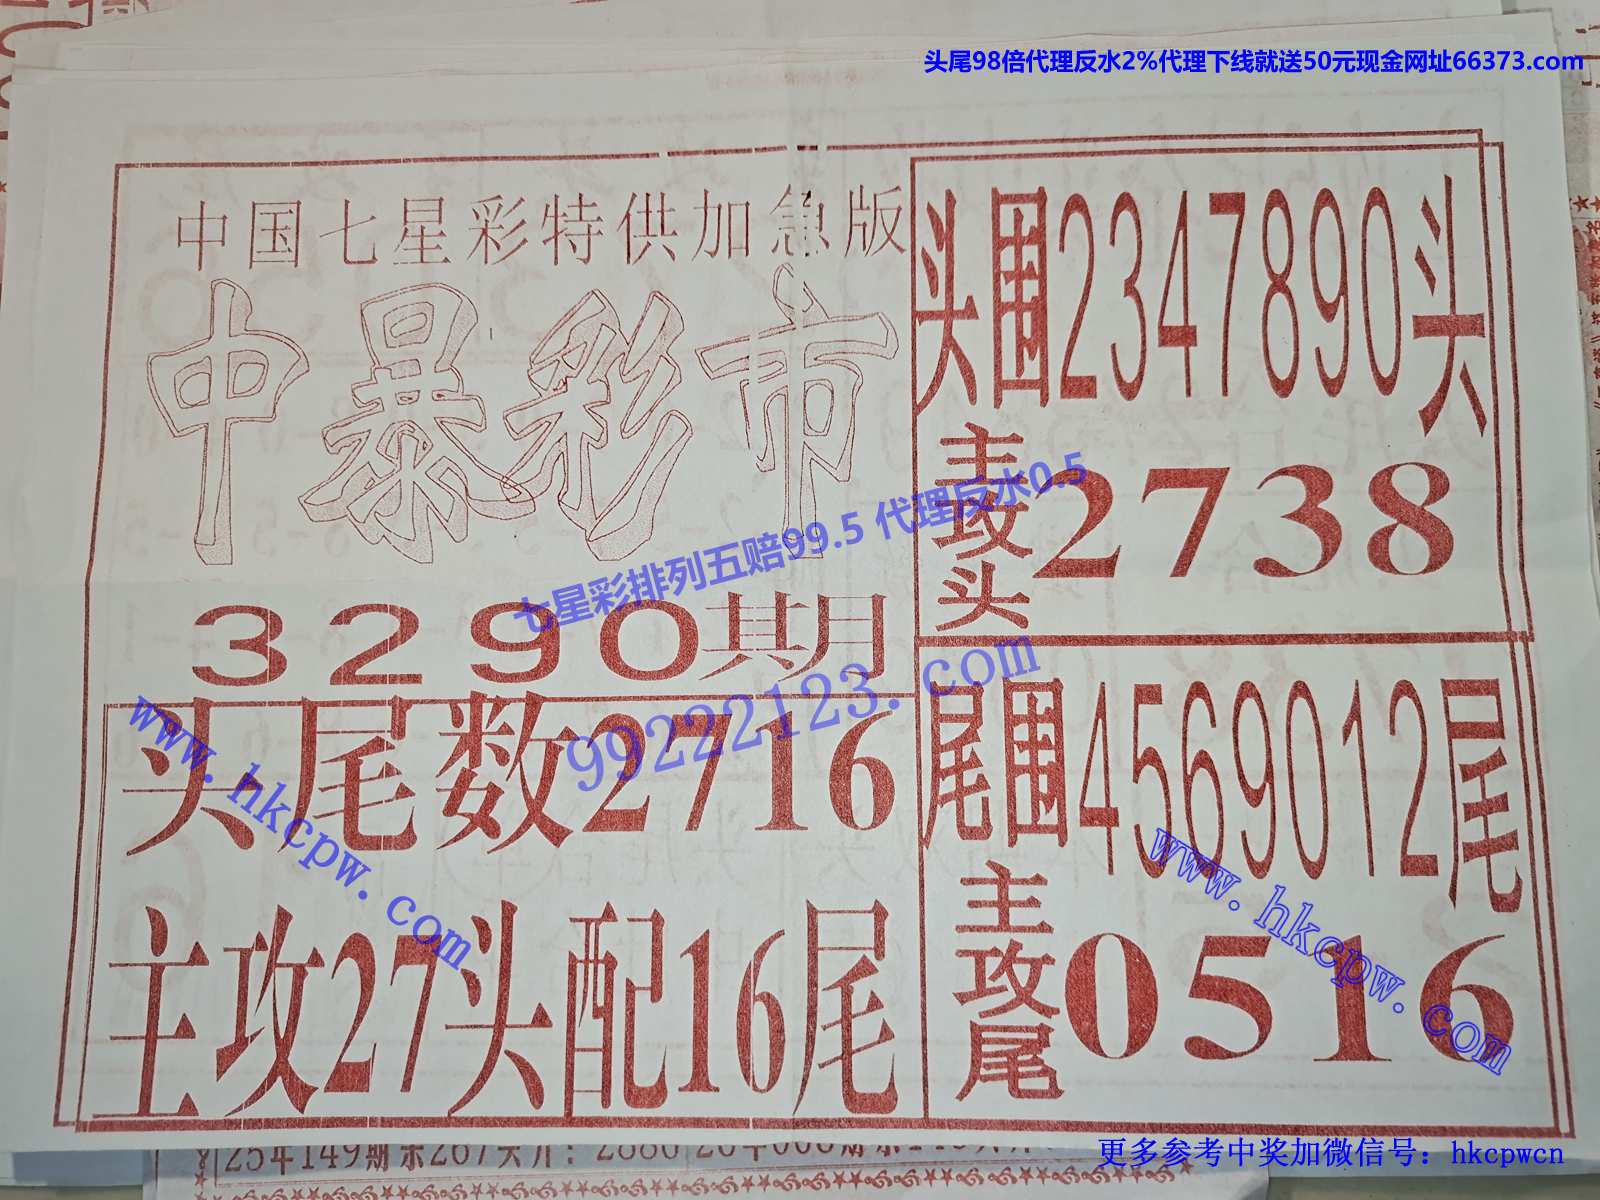 头尾98倍代理反水2%代理下线就送50元现金网址66373.com
中国七星彩特供加急版
中暴彩市
3290期
头尾数2716
主攻27头配16尾
头围2347890头
主攻头2738
尾围4569012尾
主攻尾0516
七星彩排列五赔99.5 代理反水0.5
99222123.com
www.hkcpw.com
www.hkcpw.com
更多参考中奖加微信号：hkcpwcn